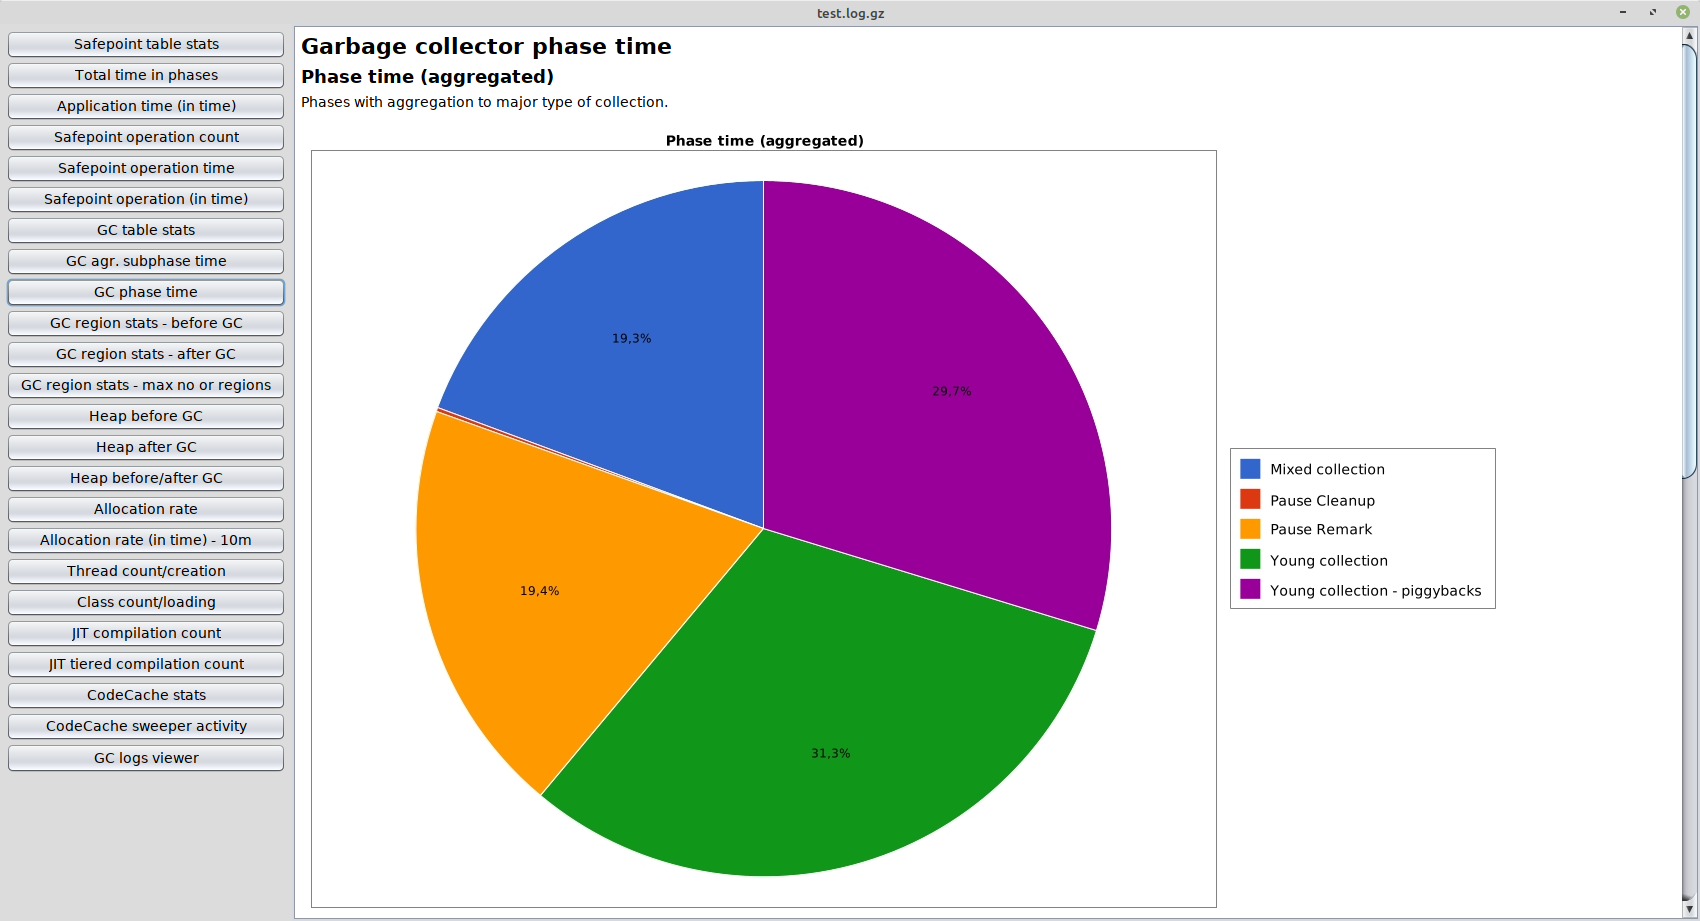 test.log.gz
Safepoint table stats
Total time in phases
Application time (in time)
Safepoint operation count
Safepoint operation time
Safepoint operation (in time)
GC table stats
GC agr. subphase time
GC phase time
GC region stats - before GC
GC region stats - after GC
GC region stats - max no or regions
Heap before GC
Heap after GC
Heap before/after GC
Allocation rate
Allocation rate (in time) - 10m
Thread count/creation
Class count/loading
JIT compilation count
JIT tiered compilation count
CodeCache stats
CodeCache sweeper activity
GC logs viewer
Garbage collector phase time
Phase time (aggregated)
Phases with aggregation to major type of collection.
Phase time (aggregated)
19,3%
29,7%
19,4%
31,3%
Mixed collection
Pause Cleanup
Pause Remark
Young collection
Young collection - piggybacks